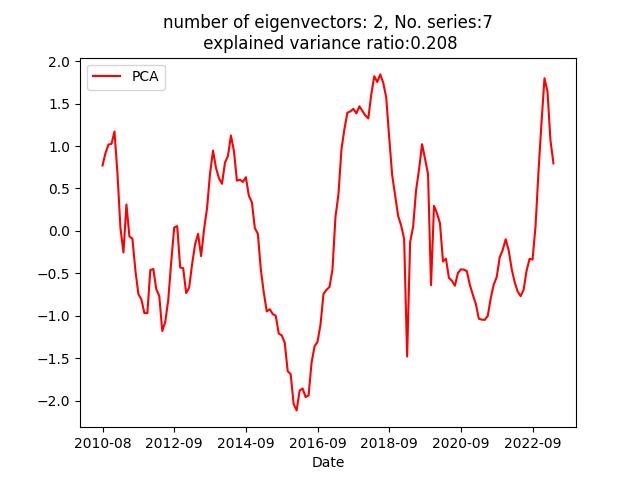 number of eigenvectors: 2, No. series:7
explained variance ratio:0.208
PCA
2.0
1.5
1.0
0.5
0.0
−0.5
−1.0
−1.5
−2.0
2010-08 2012-09 2014-09 2016-09 2018-09 2020-09 2022-09
Date